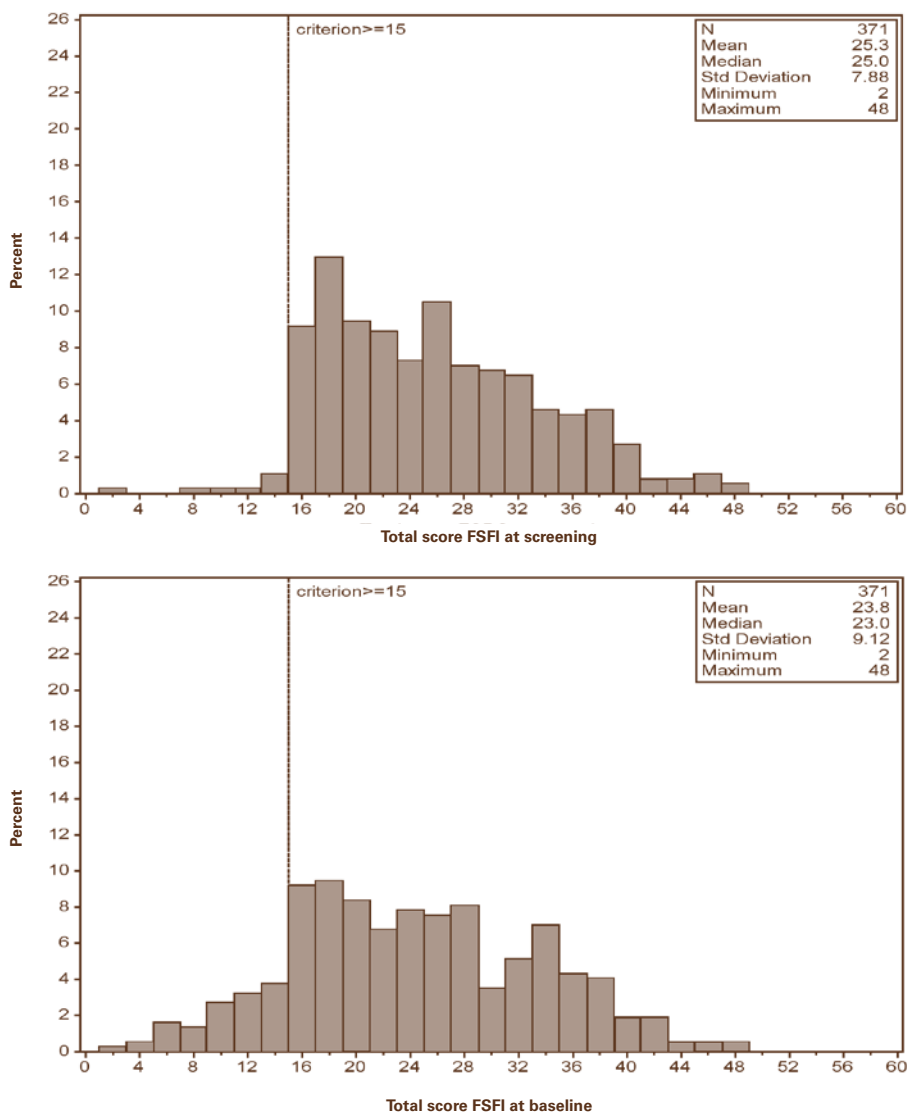 criterion>=15
N 371
Mean 25.3
Median 25.0
Std Deviation 7.88
Minimum 2
Maximum 48
Percent
26
24
22
20
18
16
14
12
10
8
6
4
2
0
0 4 8 12 16 20 24 28 32 36 40 44 48 52 56 60
Total score FSFI at screening
criterion>=15
N 371
Mean 23.8
Median 23.0
Std Deviation 9.12
Minimum 2
Maximum 48
Percent
26
24
22
20
18
16
14
12
10
8
6
4
2
0
0 4 8 12 16 20 24 28 32 36 40 44 48 52 56 60
Total score FSFI at baseline